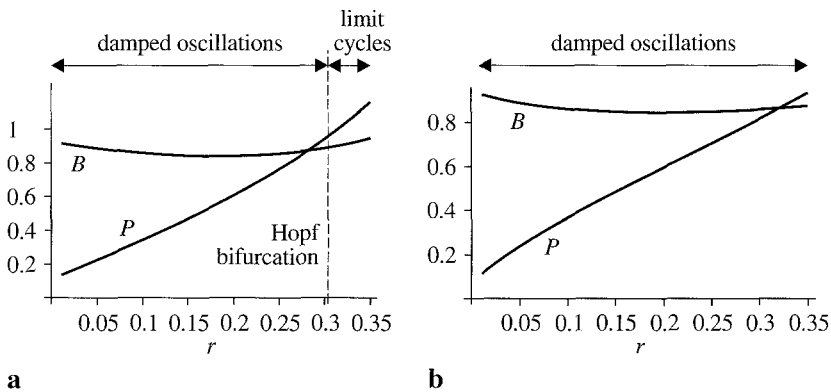 limit
damped oscillations cycles
1
0.8
0.6
0.4
0.2
B
P
Hopf
bifurcation
0.05 0.1 0.15 0.2 0.25 0.3 0.35
r
a
damped oscillations
0.8
0.6
0.4
0.2
B
P
0.05 0.1 0.15 0.2 0.25 0.3 0.35
r
b